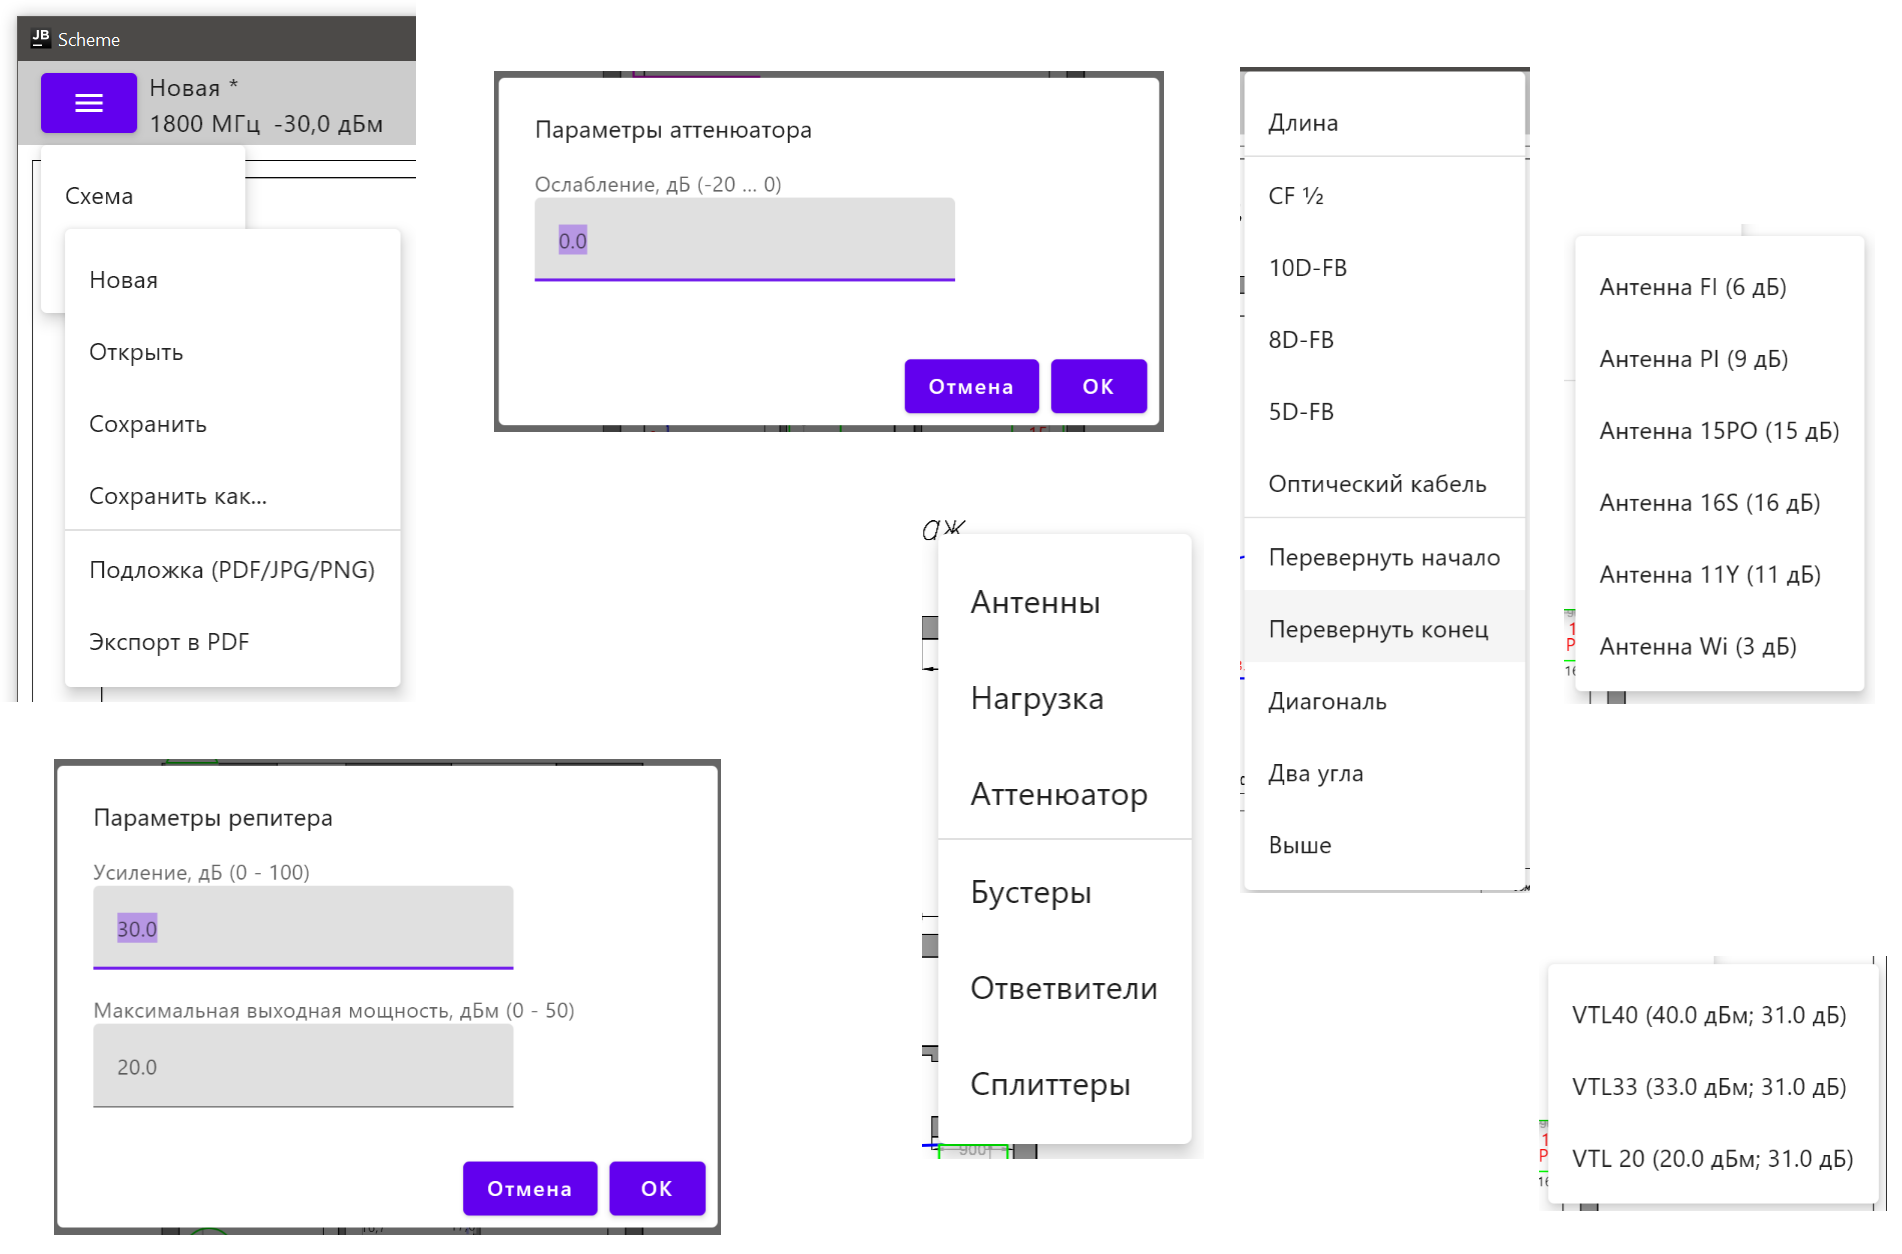 JB Scheme
Новая *
1800 МГц -30,0 дБм
Схема
Новая
Открыть
Сохранить
Сохранить как...
Подложка (PDF/JPG/PNG)
Экспорт в PDF
Параметры аттенюатора
Ослабление, дБ (-20 ... 0)
0.0
Отмена
ОК
Длина
CF ½
10D-FB
8D-FB
5D-FB
Оптический кабель
Перевернуть начало
Перевернуть конец
Диагональ
Два угла
Выше
Антенна FI (6 дБ)
Антенна PI (9 дБ)
Антенна 15PO (15 дБ)
Антенна 16S (16 дБ)
Антенна 11Y (11 дБ)
Антенна Wi (3 дБ)
аж
Антенны
Нагрузка
Аттенюатор
Бустеры
Ответвители
Сплиттеры
900
Параметры репитера
Усиление, дБ (0 - 100)
30.0
Максимальная выходная мощность, дБм (0 - 50)
20.0
Отмена
ОК
VTL40 (40.0 дБм; 31.0 дБ)
VTL33 (33.0 дБм; 31.0 дБ)
VTL 20 (20.0 дБм; 31.0 дБ)